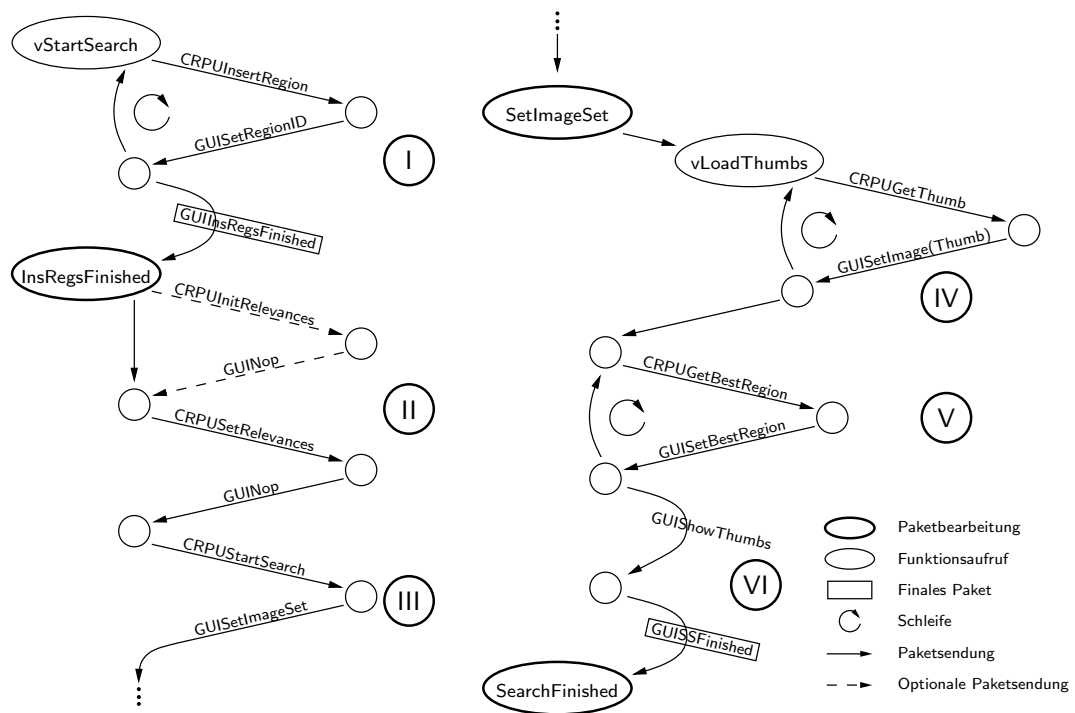 vStartSearch
CRPUInsertRegion
GUISetRegionID
I
GUIInsRegsFinished
InsRegsFinished
CRPUInitRelevances
GUINop
II
CRPUSetRelevances
GUINop
CRPUStartSearch
III
GUISetImageSet
SetImageSet
vLoadThumbs
CRPUGetThumb
GUISetImage(Thumb)
IV
CRPUGetBestRegion
V
GUISetBestRegion
GUIShowThumbs
VI
GUISSFinished
SearchFinished
Paketbearbeitung
Funktionsaufruf
Finales Paket
Schleife
Paketsendung
Optionale Paketsendung